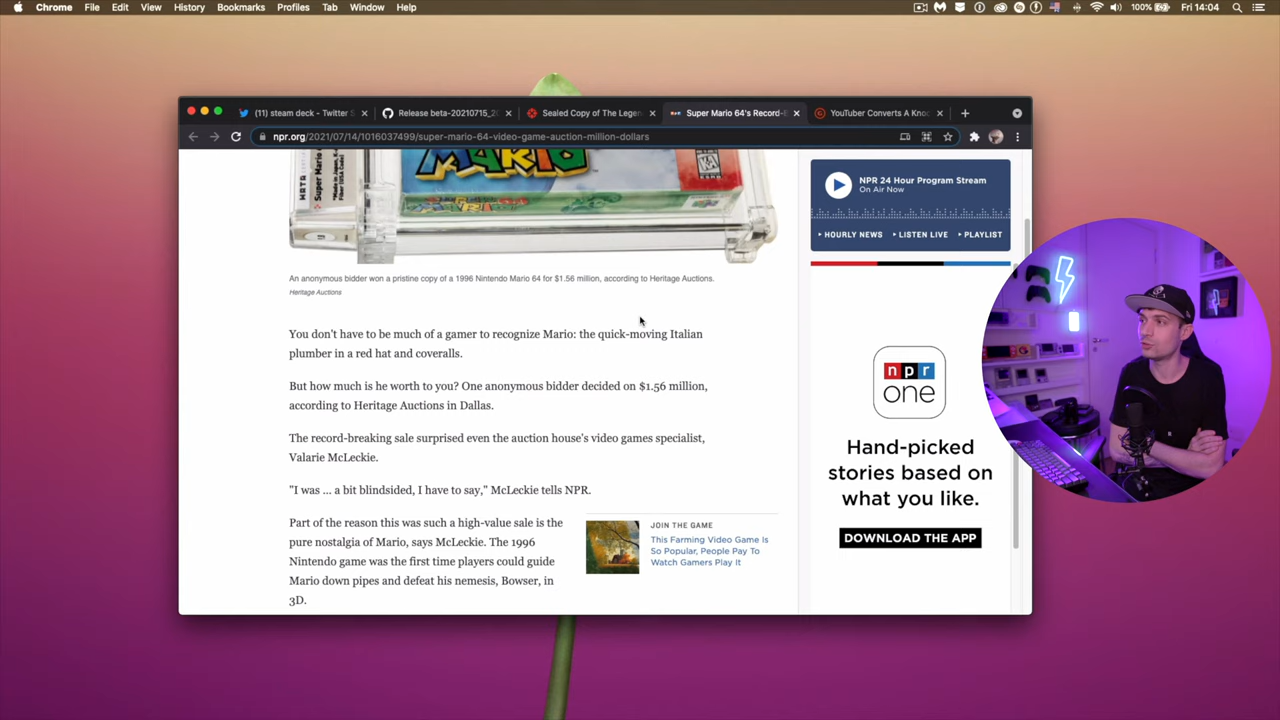 Chrome File Edit View History Bookmarks Profiles Tab Window Help
100% Fri 14:04
(11) steam deck - Twitter S
Release beta-20210715_2
Sealed Copy of The Legen
Super Mario 64's Record-B
YouTuber Converts A Kno
npr.org/2021/07/14/1016037499/super-mario-64-video-game-auction-million-dollars
WATA
Super Mario
MARIO
K-A
An anonymous bidder won a pristine copy of a 1996 Nintendo Mario 64 for $1.56 million, according to Heritage Auctions.
Heritage Auctions
You don't have to be much of a gamer to recognize Mario: the quick-moving Italian
plumber in a red hat and coveralls.
But how much is he worth to you? One anonymous bidder decided on $1.56 million,
according to Heritage Auctions in Dallas.
The record-breaking sale surprised even the auction house's video games specialist,
Valarie McLeckie.
"I was ... a bit blindsided, I have to say," McLeckie tells NPR.
Part of the reason this was such a high-value sale is the
pure nostalgia of Mario, says McLeckie. The 1996
Nintendo game was the first time players could guide
Mario down pipes and defeat his nemesis, Bowser, in
3D.
JOIN THE GAME
This Farming Video Game Is
So Popular, People Pay To
Watch Gamers Play It
NPR 24 Hour Program Stream
On Air Now
HOURLY NEWS LISTEN LIVE PLAYLIST
npr
one
Hand-picked
stories based on
what you like.
DOWNLOAD THE APP